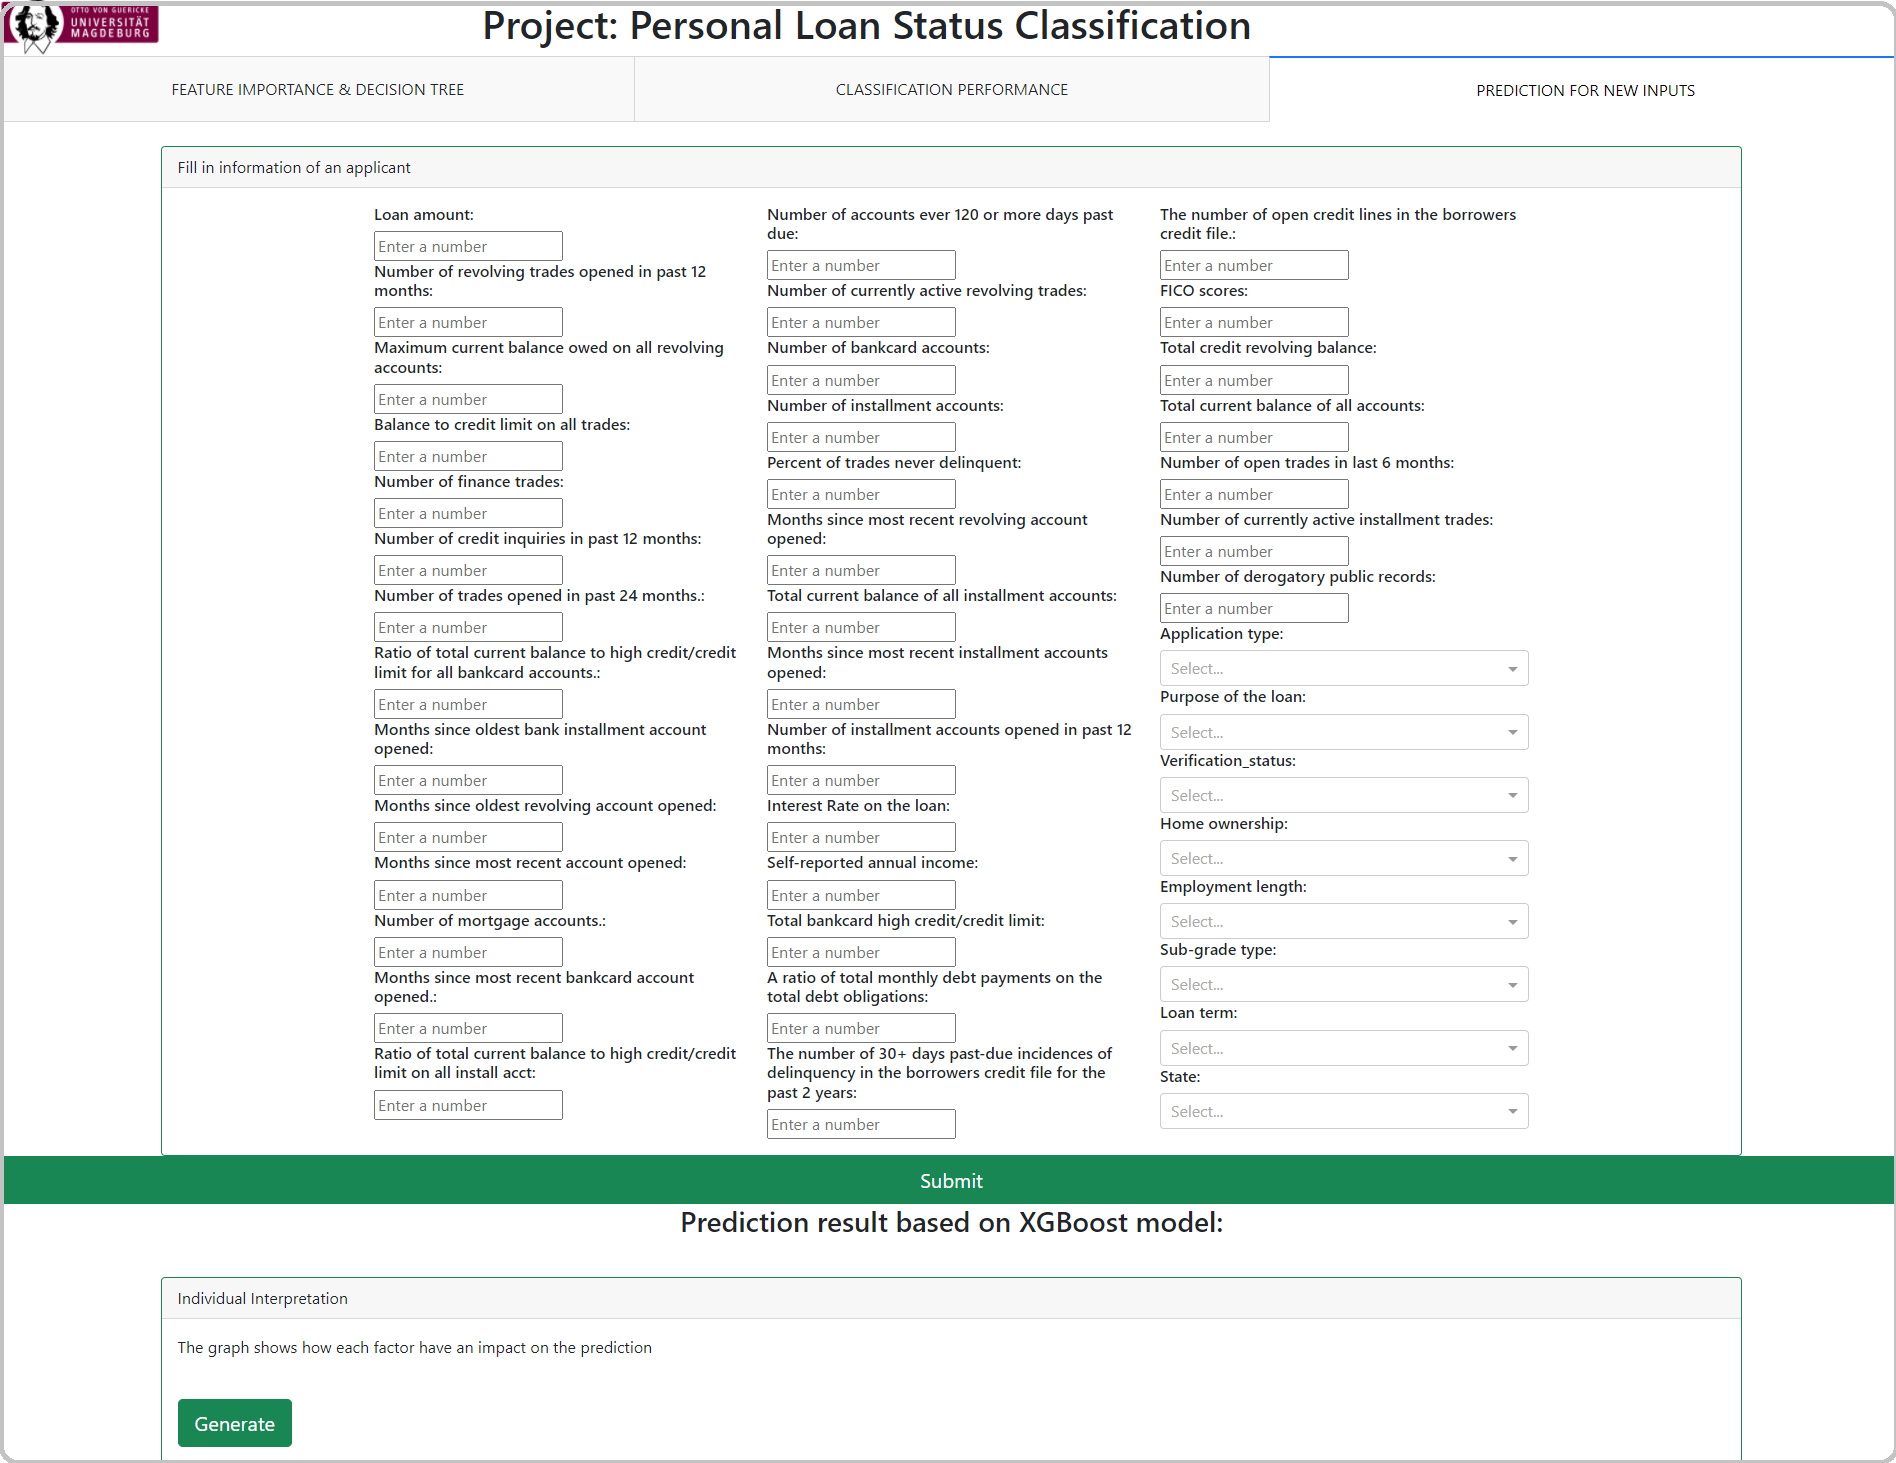 OTTO VON GUERICKE
UNIVERSITÄT
MAGDEBURG
Project: Personal Loan Status Classification
FEATURE IMPORTANCE & DECISION TREE
CLASSIFICATION PERFORMANCE
PREDICTION FOR NEW INPUTS
Fill in information of an applicant
Loan amount:
Enter a number
Number of revolving trades opened in past 12
months:
Enter a number
Maximum current balance owed on all revolving
accounts:
Enter a number
Balance to credit limit on all trades:
Enter a number
Number of finance trades:
Enter a number
Number of credit inquiries in past 12 months:
Enter a number
Number of trades opened in past 24 months.:
Enter a number
Ratio of total current balance to high credit/credit
limit for all bankcard accounts.:
Enter a number
Months since oldest bank installment account
opened:
Enter a number
Months since oldest revolving account opened:
Enter a number
Months since most recent account opened:
Enter a number
Number of mortgage accounts.:
Enter a number
Months since most recent bankcard account
opened.:
Enter a number
Ratio of total current balance to high credit/credit
limit on all install acct:
Enter a number
Number of accounts ever 120 or more days past
due:
Enter a number
Number of currently active revolving trades:
Enter a number
Number of bankcard accounts:
Enter a number
Number of installment accounts:
Enter a number
Percent of trades never delinquent:
Enter a number
Months since most recent revolving account
opened:
Enter a number
Total current balance of all installment accounts:
Enter a number
Months since most recent installment accounts
opened:
Enter a number
Number of installment accounts opened in past 12
months:
Enter a number
Interest Rate on the loan:
Enter a number
Self-reported annual income:
Enter a number
Total bankcard high credit/credit limit:
Enter a number
A ratio of total monthly debt payments on the
total debt obligations:
Enter a number
The number of 30+ days past-due incidences of
delinquency in the borrowers credit file for the
past 2 years:
Enter a number
The number of open credit lines in the borrowers
credit file.:
Enter a number
FICO scores:
Enter a number
Total credit revolving balance:
Enter a number
Total current balance of all accounts:
Enter a number
Number of open trades in last 6 months:
Enter a number
Number of currently active installment trades:
Enter a number
Number of derogatory public records:
Enter a number
Application type:
Select...
Purpose of the loan:
Select...
Verification_status:
Select...
Home ownership:
Select...
Employment length:
Select...
Sub-grade type:
Select...
Loan term:
Select...
State:
Select...
Submit
Prediction result based on XGBoost model:
Individual Interpretation
The graph shows how each factor have an impact on the prediction
Generate